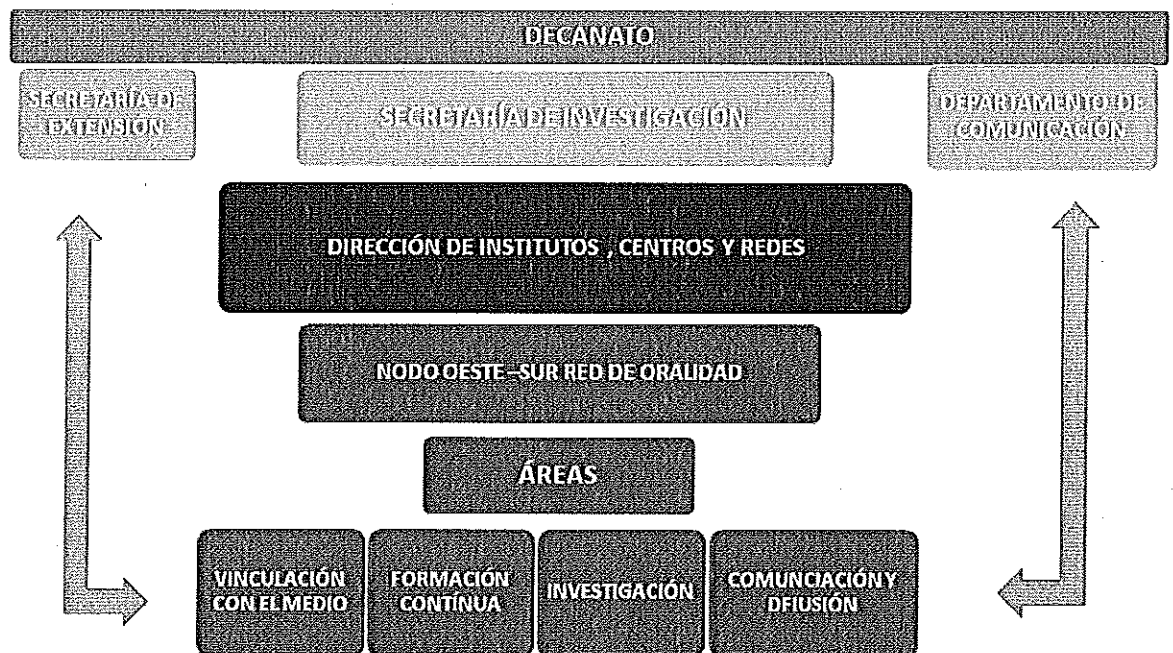 DECANATO
SECRETARÍA DE
EXTENSIÓN
SECRETARÍA DE INVESTIGACIÓN
DEPARTAMENTO DE
COMUNICACIÓN
DIRECCIÓN DE INSTITUTOS , CENTROS Y REDES
NODO OESTE –SUR RED DE ORALIDAD
ÁREAS
VINCULACIÓN
CON EL MEDIO
FORMACIÓN
CONTÍNUA
INVESTIGACIÓN
COMUNCIACIÓN Y
DFIUSIÓN